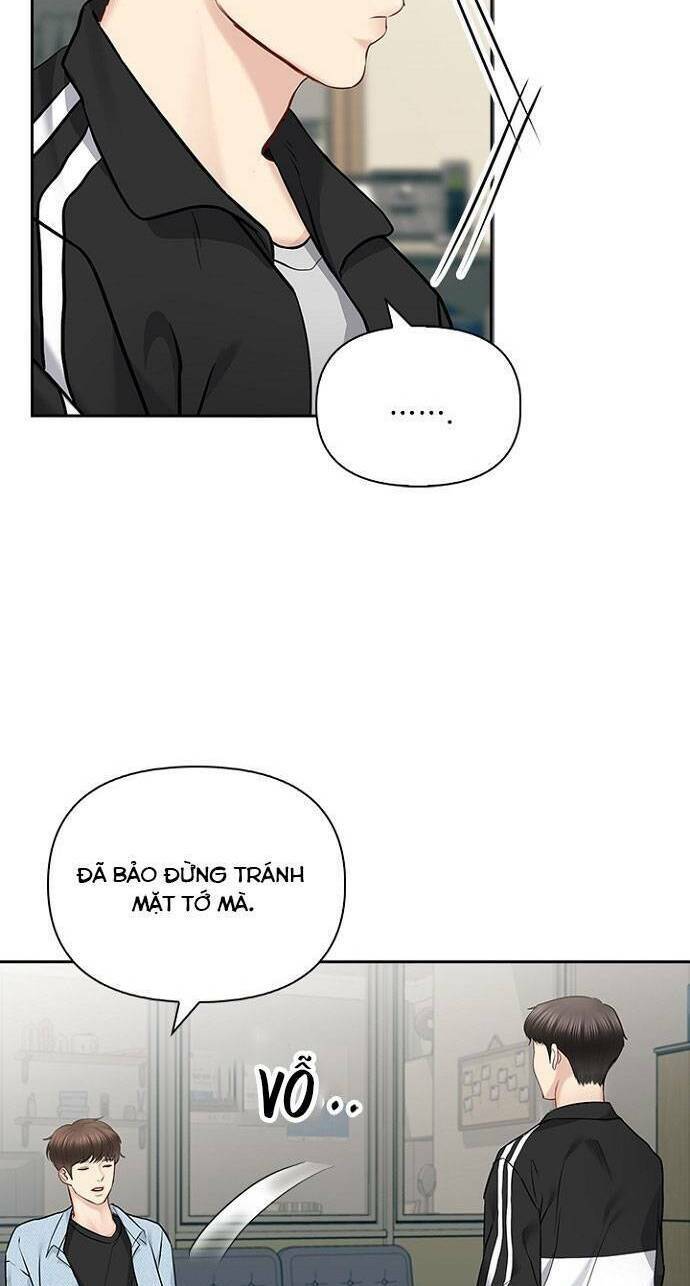 .......
ĐÃ BẢO ĐỪNG TRÁNH
MẶT TỚ MÀ.
VỖ..